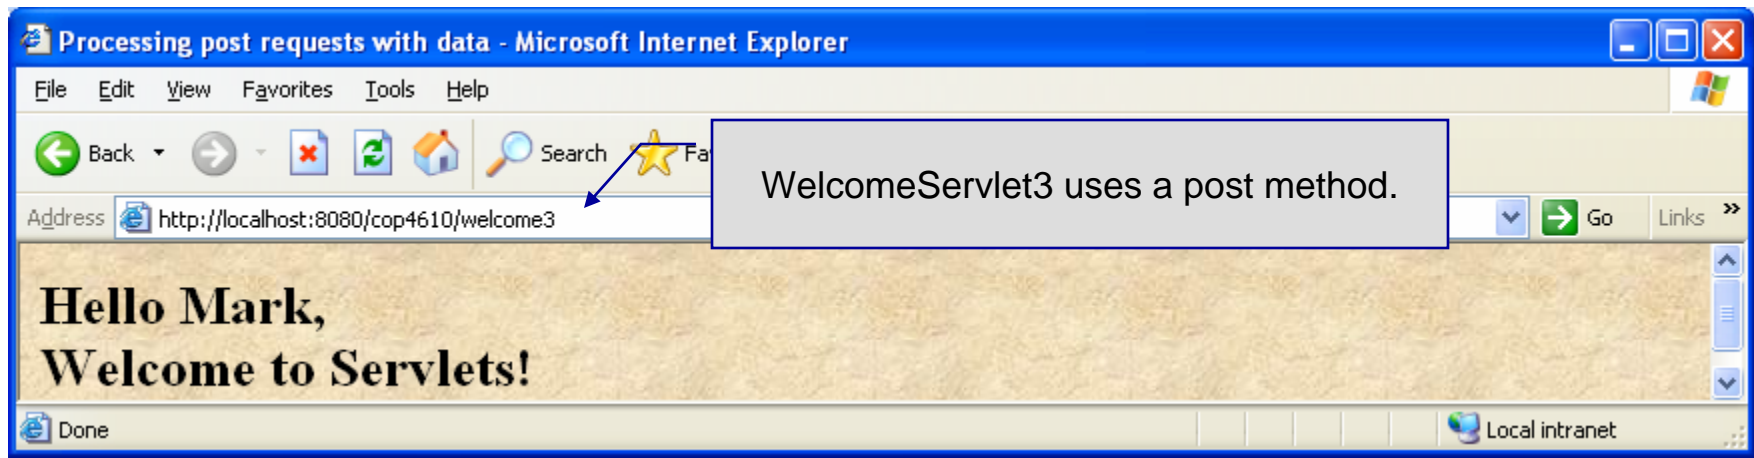 Processing post requests with data - Microsoft Internet Explorer
File Edit View Favorites Tools Help
Back Search Fa
WelcomeServlet3 uses a post method.
Address http://localhost:8080/cop4610/welcome3 Go Links »
Hello Mark,
Welcome to Servlets!
Done Local intranet